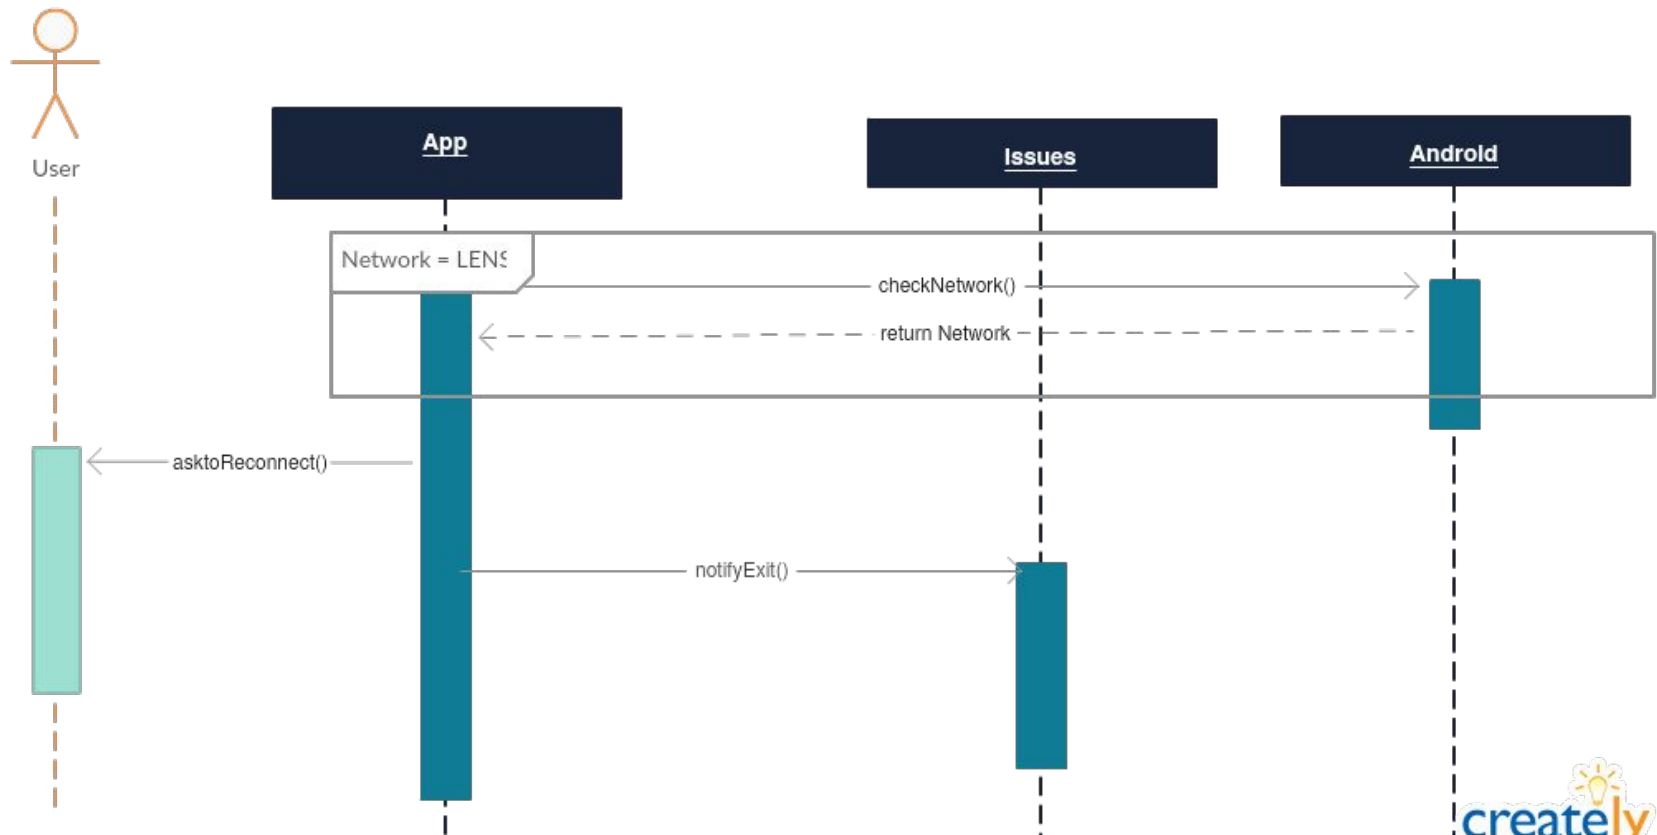 User
App
Issues
Android
Network = LENS
checkNetwork()
return Network
asktoReconnect()
notifyExit()
creately